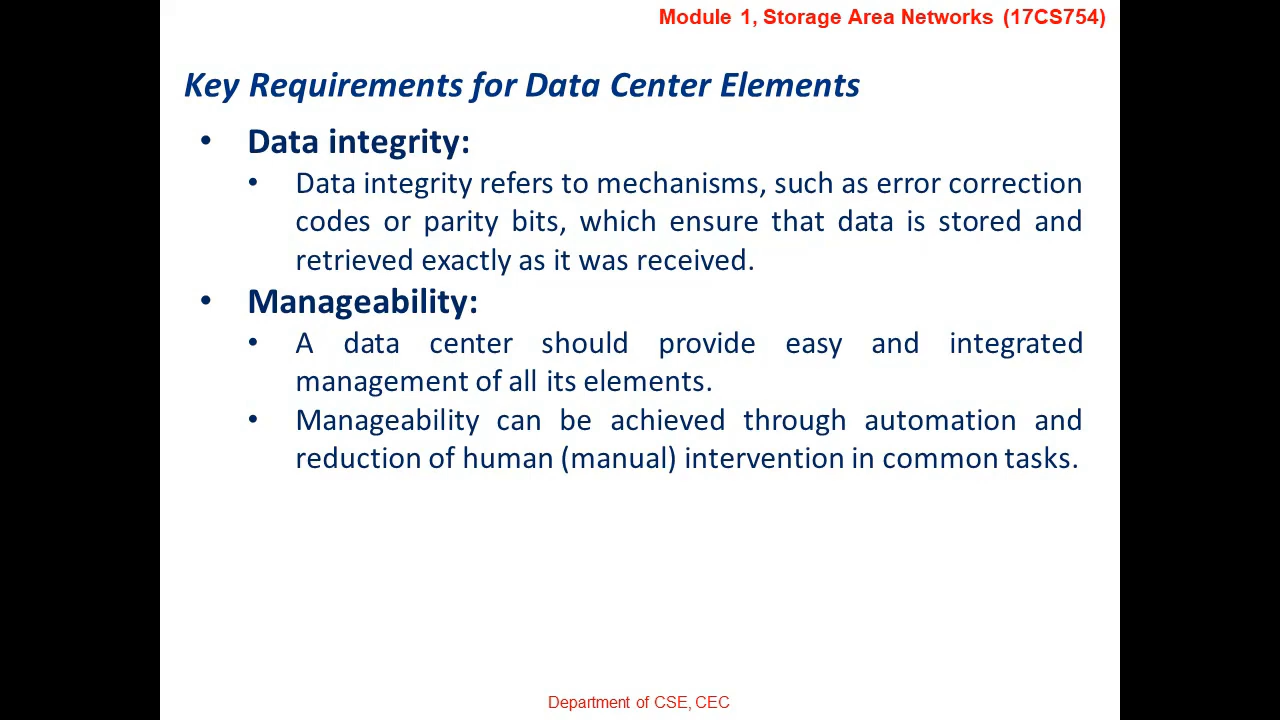 Module 1, Storage Area Networks (17CS754)
Key Requirements for Data Center Elements
• Data integrity:
• Data integrity refers to mechanisms, such as error correction
codes or parity bits, which ensure that data is stored and
retrieved exactly as it was received.
• Manageability:
• A data center should provide easy and integrated
management of all its elements.
• Manageability can be achieved through automation and
reduction of human (manual) intervention in common tasks.
Department of CSE, CEC